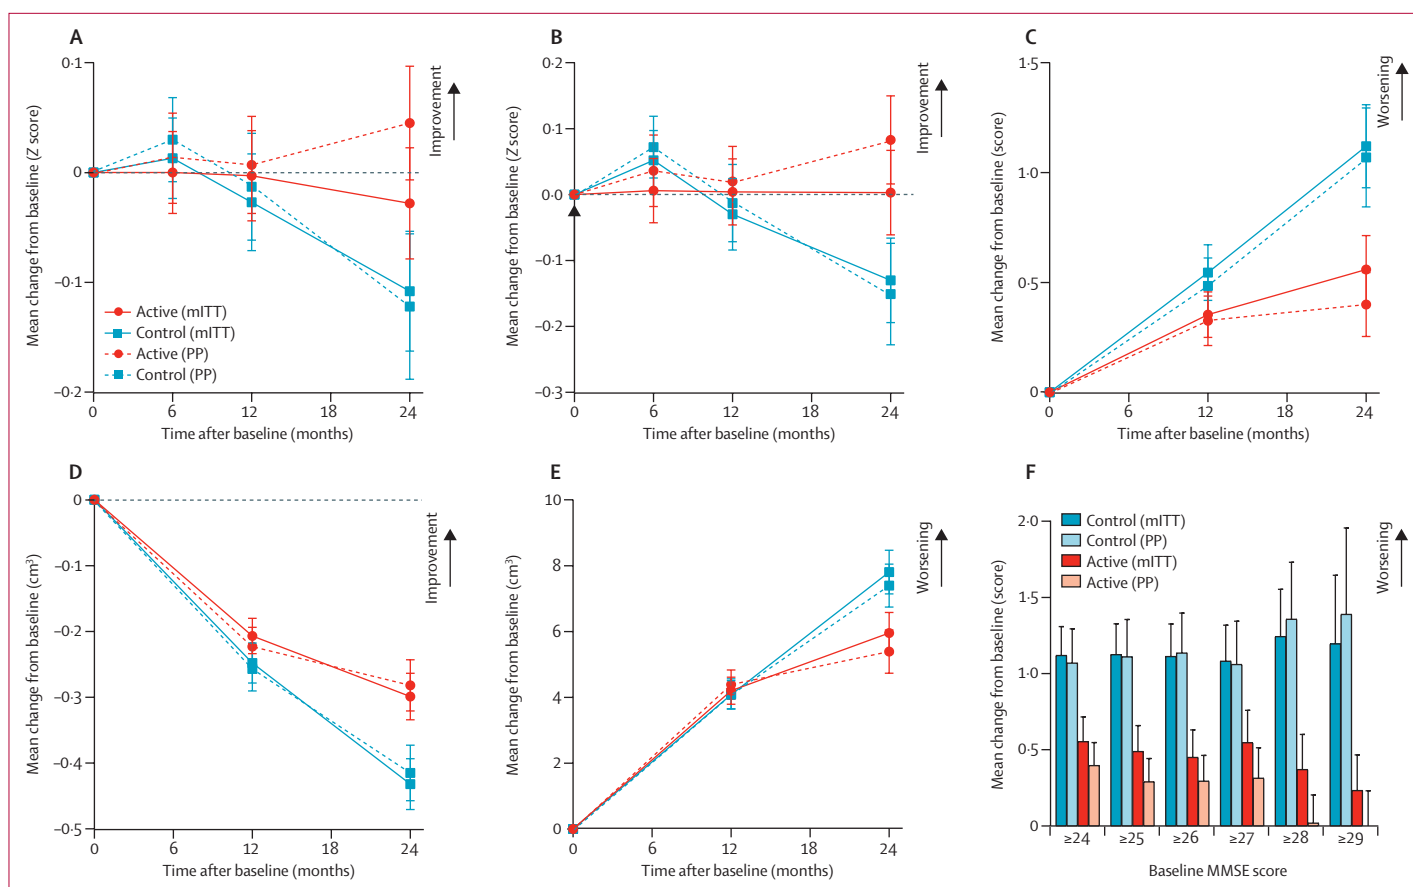 A
Mean change from baseline (Z score)
0·1
0
–0·1
–0·2
Improvement
Active (mITT)
Control (mITT)
Active (PP)
Control (PP)
0
6
12
18
24
Time after baseline (months)
B
Mean change from baseline (Z score)
0·2
0·1
0·0
–0·1
–0·2
–0·3
Improvement
0
6
12
18
24
Time after baseline (months)
C
Mean change from baseline (score)
1·5
1·0
0·5
0
Worsening
0
6
12
18
24
Time after baseline (months)
D
Mean change from baseline (cm³)
0
–0·1
–0·2
–0·3
–0·4
–0·5
Improvement
0
6
12
18
24
Time after baseline (months)
E
Mean change from baseline (cm³)
10
8
6
4
2
0
Worsening
0
6
12
18
24
Time after baseline (months)
F
Mean change from baseline (score)
2·0
1·5
1·0
0·5
0
Control (mITT)
Control (PP)
Active (mITT)
Active (PP)
Worsening
≥24
≥25
≥26
≥27
≥28
≥29
Baseline MMSE score